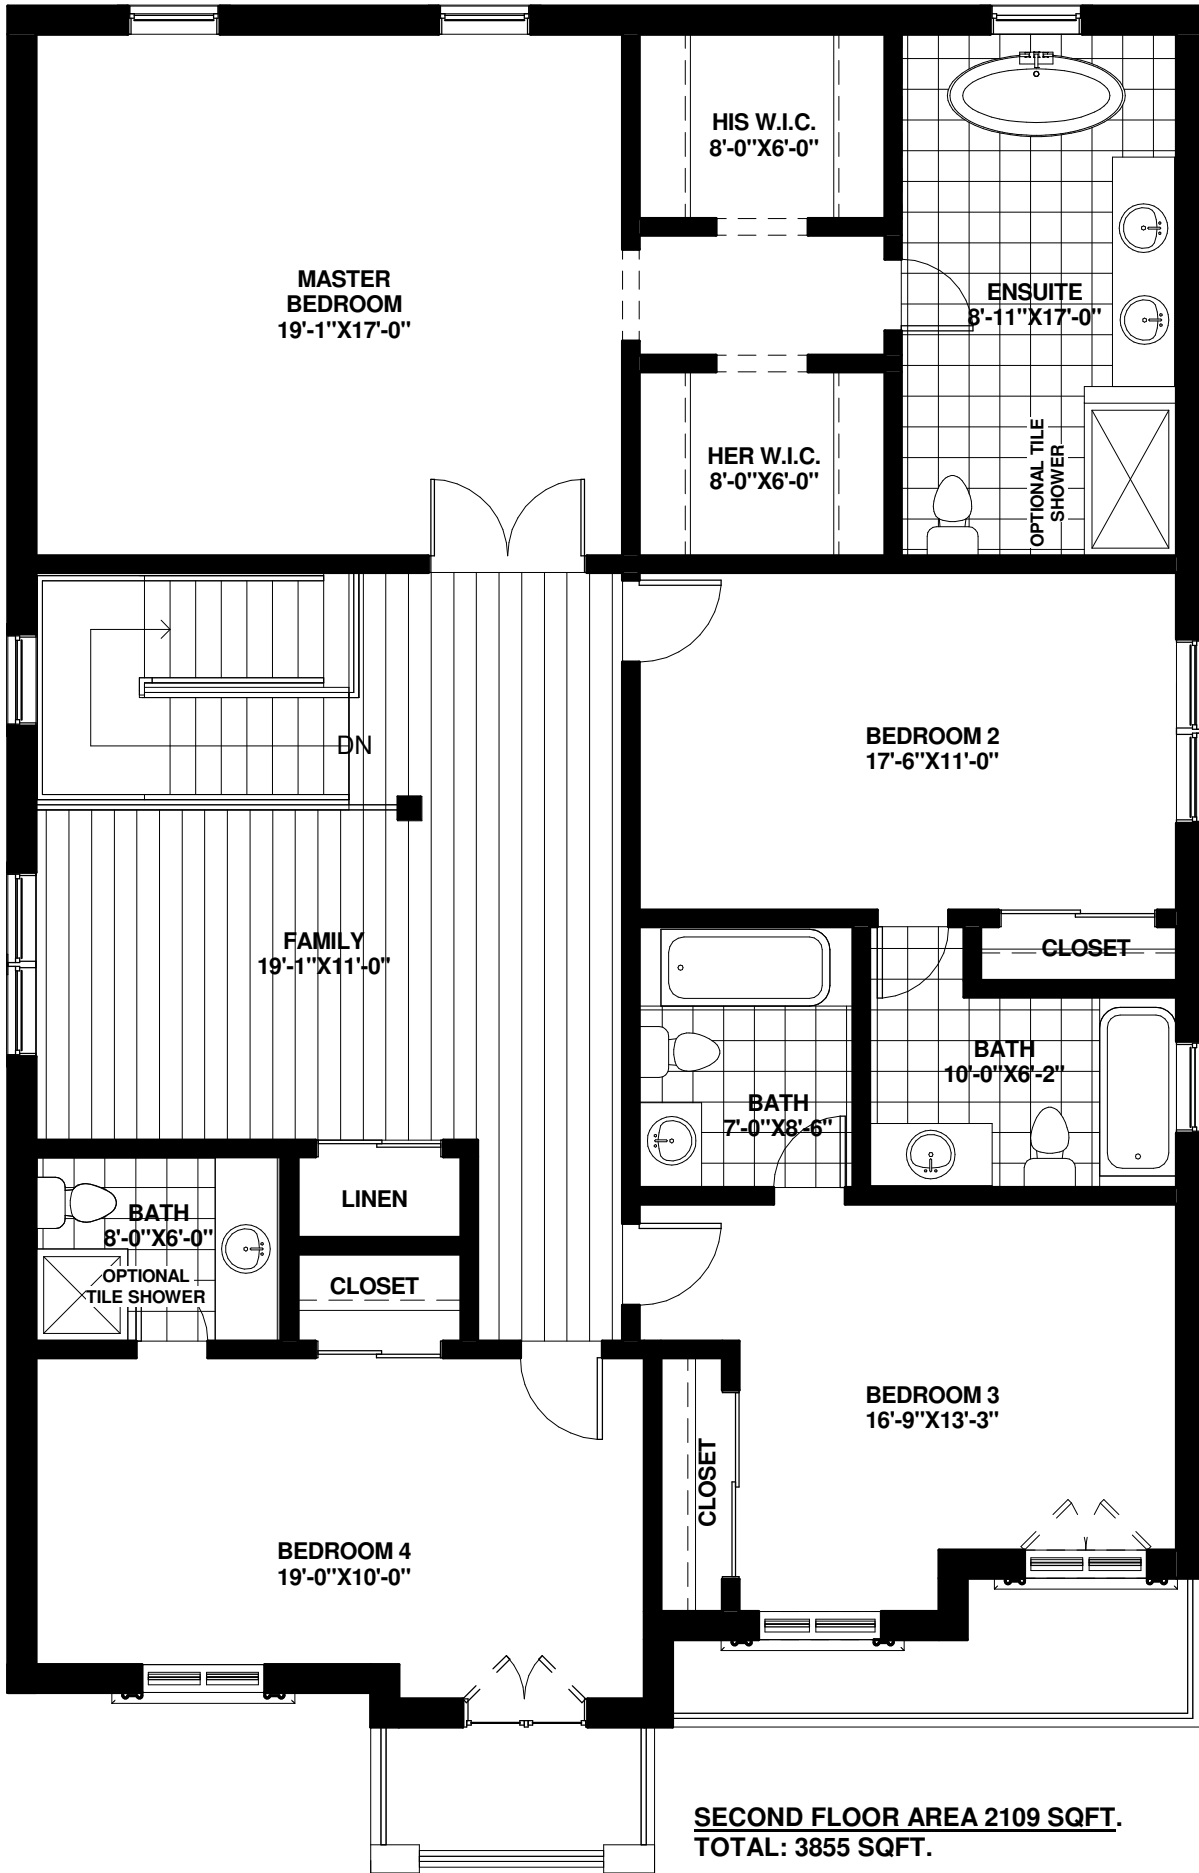 HIS W.I.C.
8'-0"X6'-0"
MASTER
BEDROOM
19'-1"X17'-0"
ENSUITE
8'-11"X17'-0"
HER W.I.C.
8'-0"X6'-0"
OPTIONAL TILE
SHOWER
DN
BEDROOM 2
17'-6"X11'-0"
FAMILY
19'-1"X11'-0"
CLOSET
BATH
10'-0"X6'-2"
BATH
7'-0"X8'-6"
LINEN
BATH
8'-0"X6'-0"
OPTIONAL
TILE SHOWER
CLOSET
BEDROOM 3
16'-9"X13'-3"
CLOSET
BEDROOM 4
19'-0"X10'-0"
SECOND FLOOR AREA 2109 SQFT.
TOTAL: 3855 SQFT.